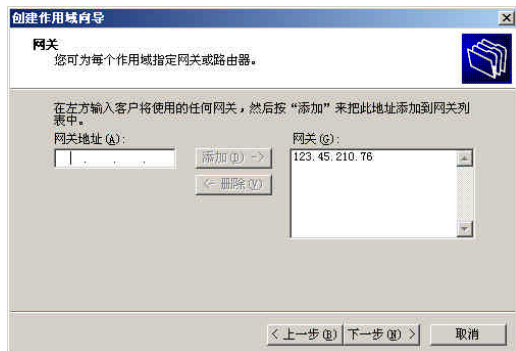 创建作用域向导
网关
您可为每个作用域指定网关或路由器。
在左方输入客户将使用的任何网关，然后按“添加”来把此地址添加到网关列
表中。
网关地址(A):
网关(G):
. . .
添加(D) ->
123.45.210.76
<- 删除(V)
< 上一步(B)
下一步(N) >
取消